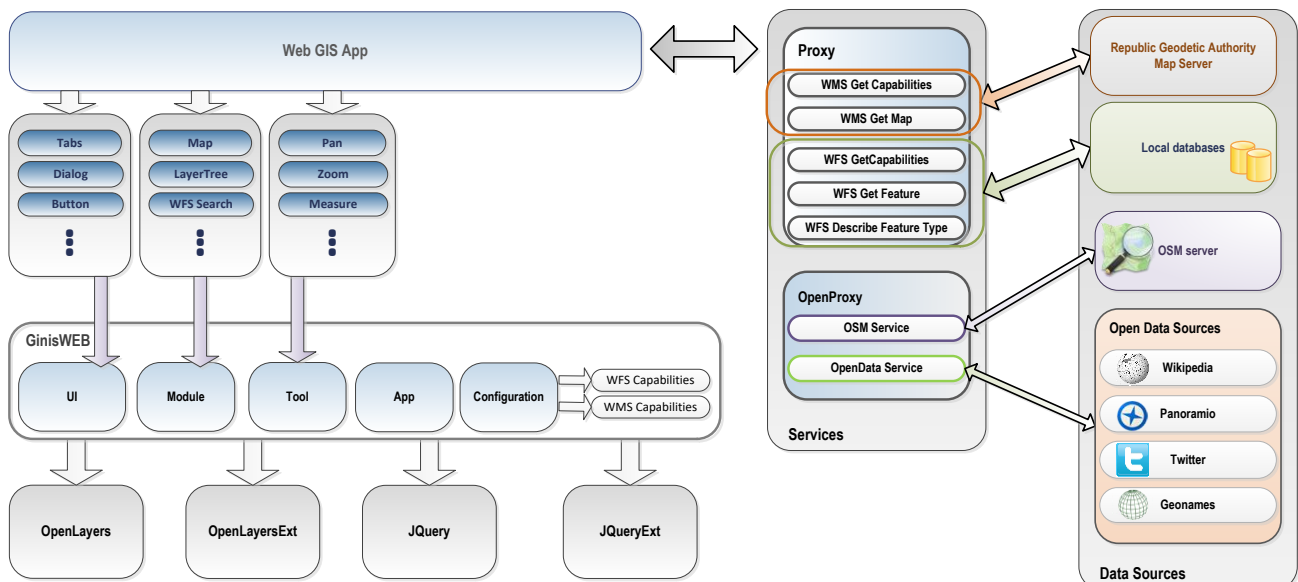 Web GIS App
Tabs
Dialog
Button
Map
LayerTree
WFS Search
Pan
Zoom
Measure
GinisWEB
UI
Module
Tool
App
Configuration
WFS Capabilities
WMS Capabilities
OpenLayers
OpenLayersExt
JQuery
JQueryExt
Proxy
WMS Get Capabilities
WMS Get Map
WFS GetCapabilities
WFS Get Feature
WFS Describe Feature Type
OpenProxy
OSM Service
OpenData Service
Services
Republic Geodetic Authority
Map Server
Local databases
OSM server
Open Data Sources
Wikipedia
Panoramio
Twitter
Geonames
Data Sources